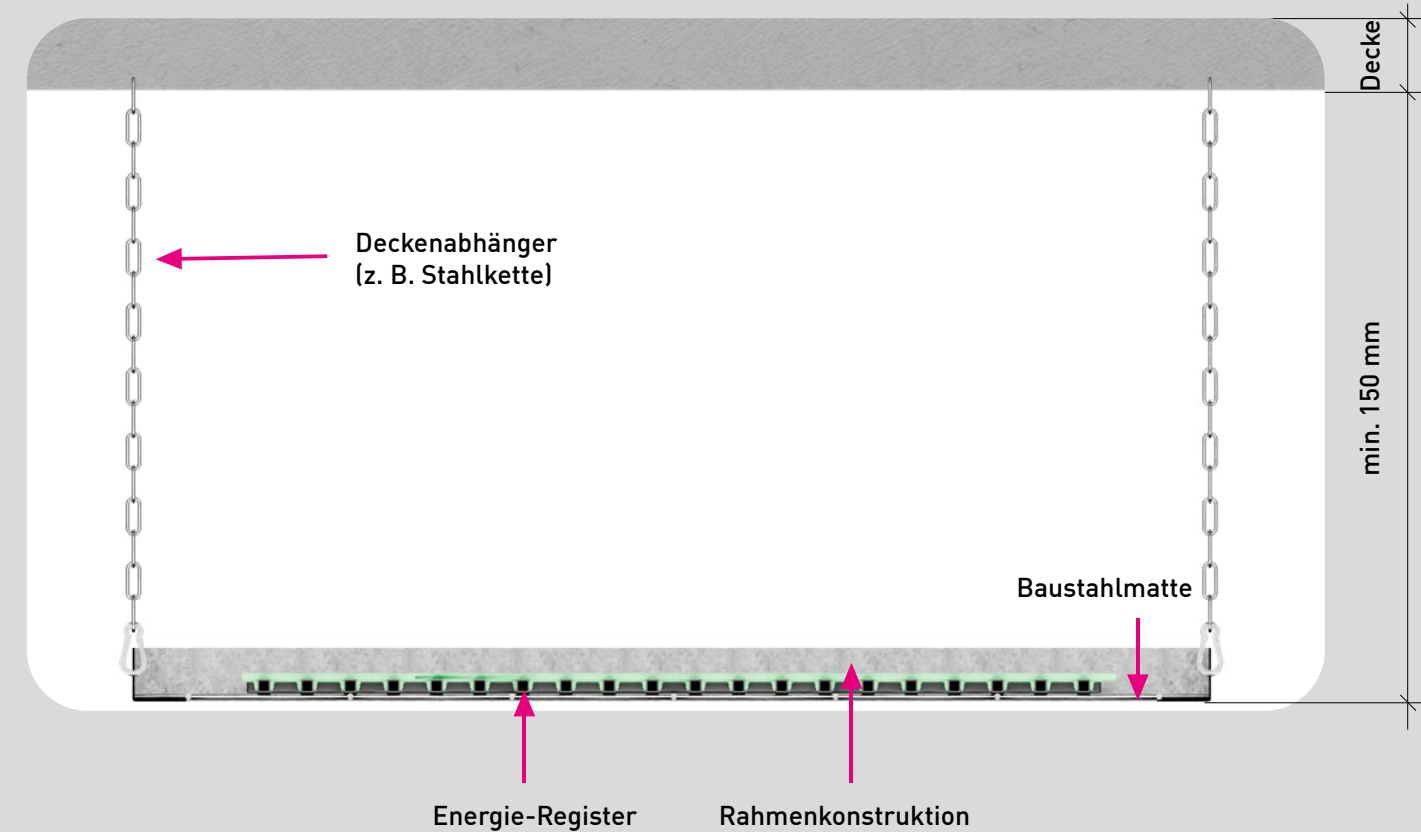 Decke
Deckenabhänger
(z. B. Stahlkette)
min. 150 mm
Baustahlmatte
Energie-Register
Rahmenkonstruktion